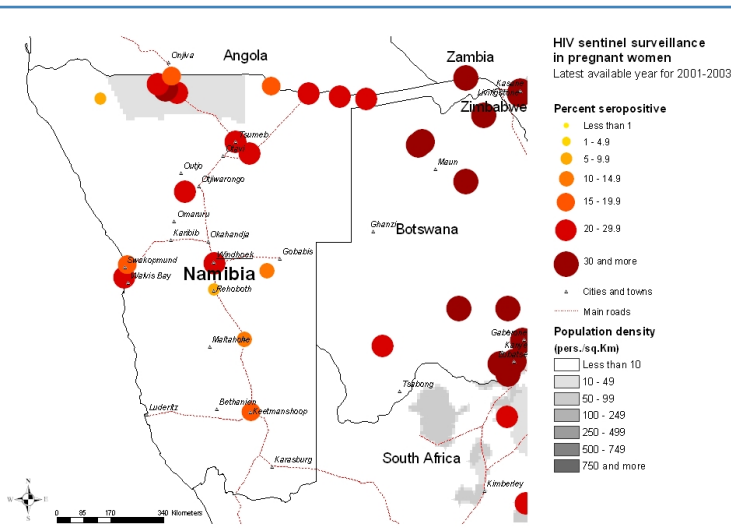 Onjiva
Angola
Zambia
Livingstone
Zimbabwe
Tsumeb
Outjo
Otjiwarongo
Maun
Omaruru
Karibib
Okahandja
Ghanzi
Botswana
Windhoek
Gobabis
Swakopmund
Walvis Bay
Namibia
Rehoboth
Maltahohe
Tsabong
Bethanien
Keetmanshoop
Luderitz
South Africa
Karasburg
Kimberley
N
W
E
S
0 85 170 340 Kilometers
HIV sentinel surveillance
in pregnant women
Latest available year for 2001-2003
Percent seropositive
Less than 1
1 - 4.9
5 - 9.9
10 - 14.9
15 - 19.9
20 - 29.9
30 and more
Cities and towns
Main roads
Population density
(pers./sq.Km)
Less than 10
10 - 49
50 - 99
100 - 249
250 - 499
500 - 749
750 and more